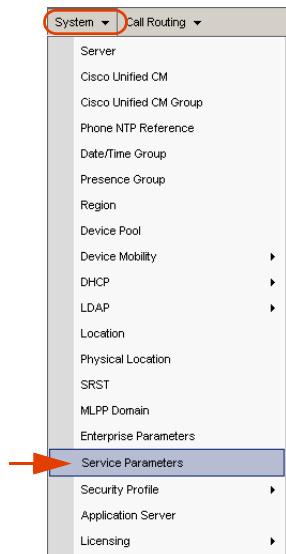 System Call Routing
Server
Cisco Unified CM
Cisco Unified CM Group
Phone NTP Reference
Date/Time Group
Presence Group
Region
Device Pool
Device Mobility
DHCP
LDAP
Location
Physical Location
SRST
MLPP Domain
Enterprise Parameters
Service Parameters
Security Profile
Application Server
Licensing